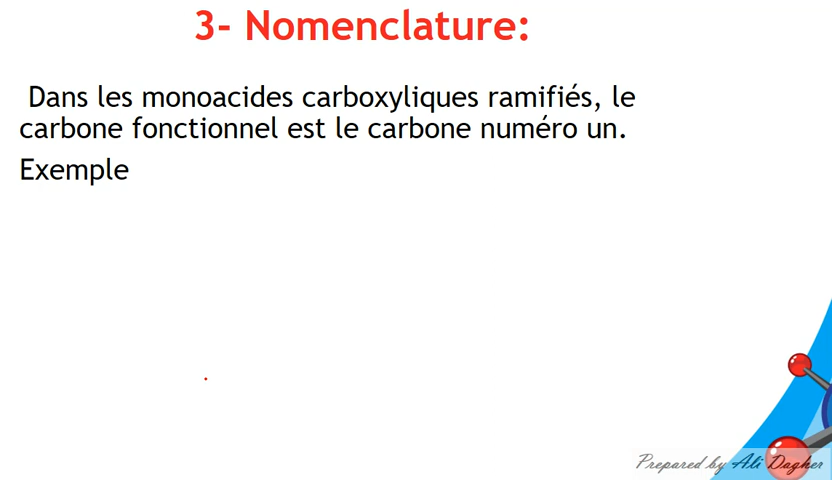 3- Nomenclature:
Dans les monoacides carboxyliques ramifiés, le
carbone fonctionnel est le carbone numéro un.
Exemple
Prepared by Ali Dagher